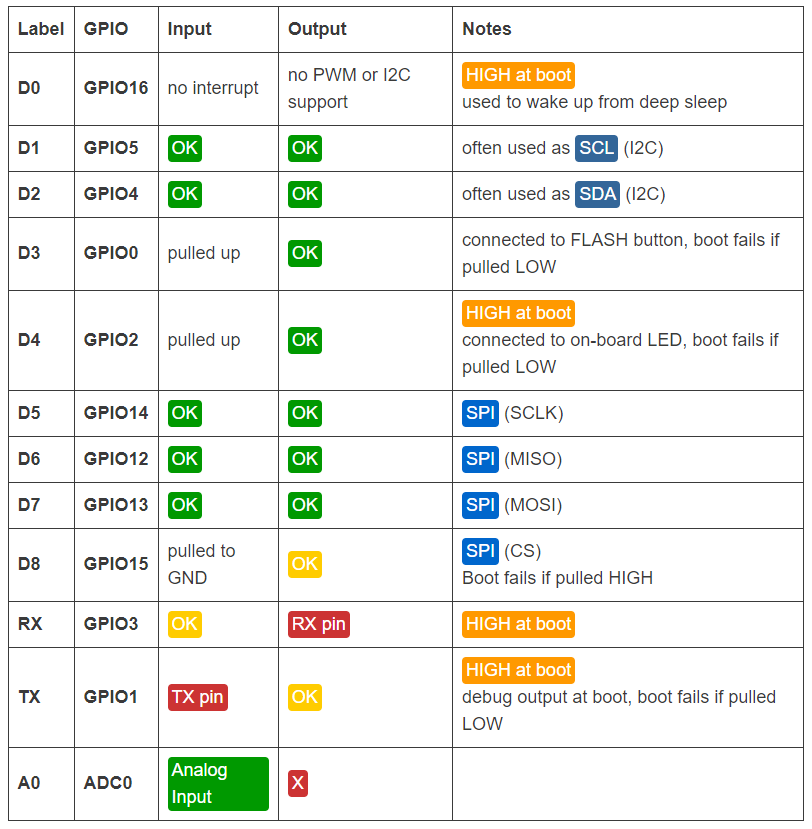 Label GPIO Input Output Notes
D0 GPIO16 no interrupt no PWM or I2C support HIGH at boot
used to wake up from deep sleep
D1 GPIO5 OK OK often used as SCL (I2C)
D2 GPIO4 OK OK often used as SDA (I2C)
D3 GPIO0 pulled up OK connected to FLASH button, boot fails if
pulled LOW
D4 GPIO2 pulled up OK HIGH at boot
connected to on-board LED, boot fails if
pulled LOW
D5 GPIO14 OK OK SPI (SCLK)
D6 GPIO12 OK OK SPI (MISO)
D7 GPIO13 OK OK SPI (MOSI)
D8 GPIO15 pulled to GND OK SPI (CS)
Boot fails if pulled HIGH
RX GPIO3 OK RX pin HIGH at boot
TX GPIO1 TX pin OK HIGH at boot
debug output at boot, boot fails if pulled
LOW
A0 ADC0 Analog Input X